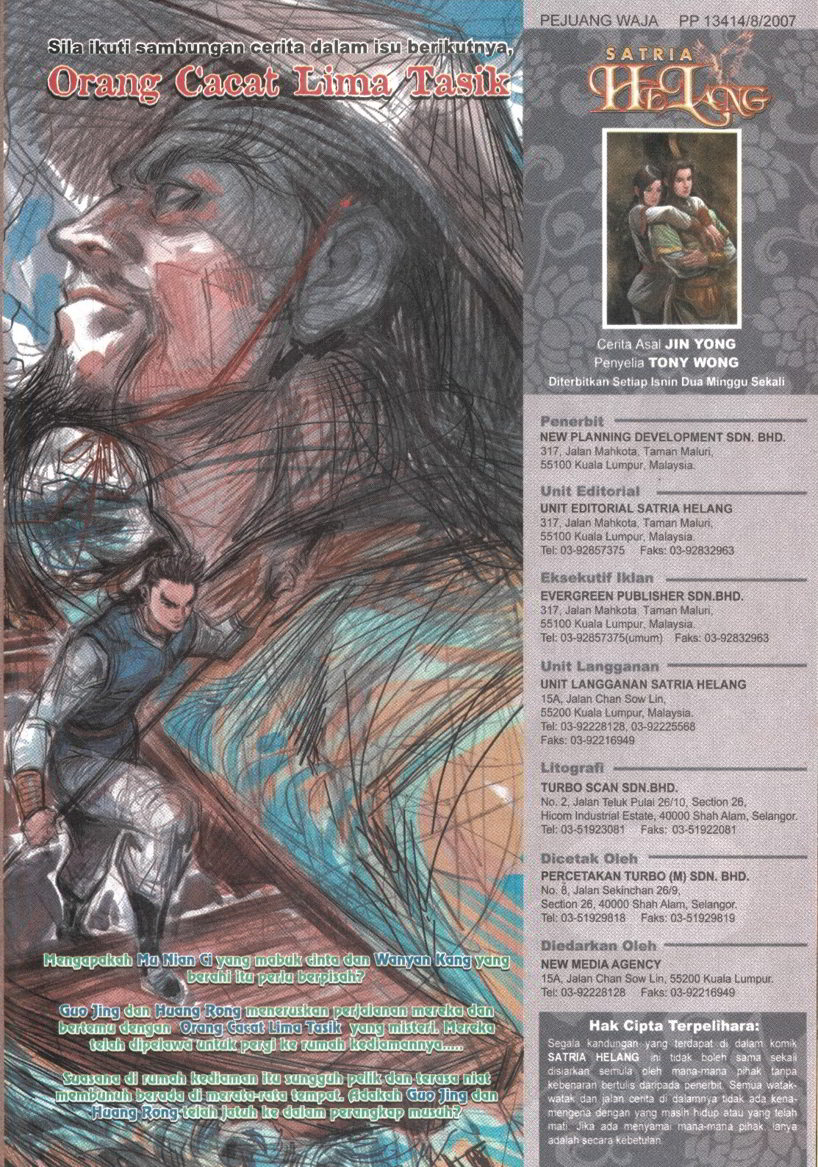 Sila ikuti sambungan cerita dalam isu berikutnya,
Orang Cacat Lima Tasik
Mengapakah Mu Nian Ci yang mabuk cinta dan Wanyan Kang yang
berahi itu perlu berpisah?
Guo Jing dan Huang Rong meneruskan perjalanan mereka dan
bertemu dengan Orang Cacat Lima Tasik yang misteri. Mereka
telah dipelawa untuk pergi ke rumah kediamannya.....
Suasana di rumah kediaman itu sungguh pelik dan terasa niat
membunuh berada di merata-rata tempat. Adakah Guo Jing dan
Huang Rong telah jatuh ke dalam perangkap musuh?
PEJUANG WAJA PP 13414/8/2007
SATRIA
HELANG
Cerita Asal JIN YONG
Penyelia TONY WONG
Diterbitkan Setiap Isnin Dua Minggu Sekali
Penerbit
NEW PLANNING DEVELOPMENT SDN. BHD.
317, Jalan Mahkota, Taman Maluri,
55100 Kuala Lumpur, Malaysia.
Unit Editorial
UNIT EDITORIAL SATRIA HELANG
317, Jalan Mahkota, Taman Maluri,
55100 Kuala Lumpur, Malaysia.
Tel: 03-92857375 Faks: 03-92832963
Eksekutif Iklan
EVERGREEN PUBLISHER SDN.BHD.
317, Jalan Mahkota, Taman Maluri,
55100 Kuala Lumpur, Malaysia.
Tel: 03-92857375(umum) Faks: 03-92832963
Unit Langganan
UNIT LANGGANAN SATRIA HELANG
15A, Jalan Chan Sow Lin,
55200 Kuala Lumpur, Malaysia.
Tel: 03-92228128, 03-92225568
Faks: 03-92216949
Litografi
TURBO SCAN SDN.BHD.
No. 2, Jalan Teluk Pulai 26/10, Section 26,
Hicom Industrial Estate, 40000 Shah Alam, Selangor.
Tel: 03-51923081 Faks: 03-51922081
Dicetak Oleh
PERCETAKAN TURBO (M) SDN. BHD.
No. 8, Jalan Sekinchan 26/9,
Section 26, 40000 Shah Alam, Selangor.
Tel: 03-51929818 Faks: 03-51929819
Diedarkan Oleh
NEW MEDIA AGENCY
15A, Jalan Chan Sow Lin, 55200 Kuala Lumpur.
Tel: 03-92228128 Faks: 03-92216949
Hak Cipta Terpelihara:
Segala kandungan yang terdapat di dalam komik
SATRIA HELANG ini tidak boleh sama sekali
disiarkan semula oleh mana-mana pihak tanpa
kebenaran bertulis daripada penerbit. Semua watak-
watak dan jalan cerita di dalamnya tidak ada kena-
mengena dengan yang masih hidup atau yang telah
mati. Jika ada menyamai mana-mana pihak, ianya
adalah secara kebetulan.